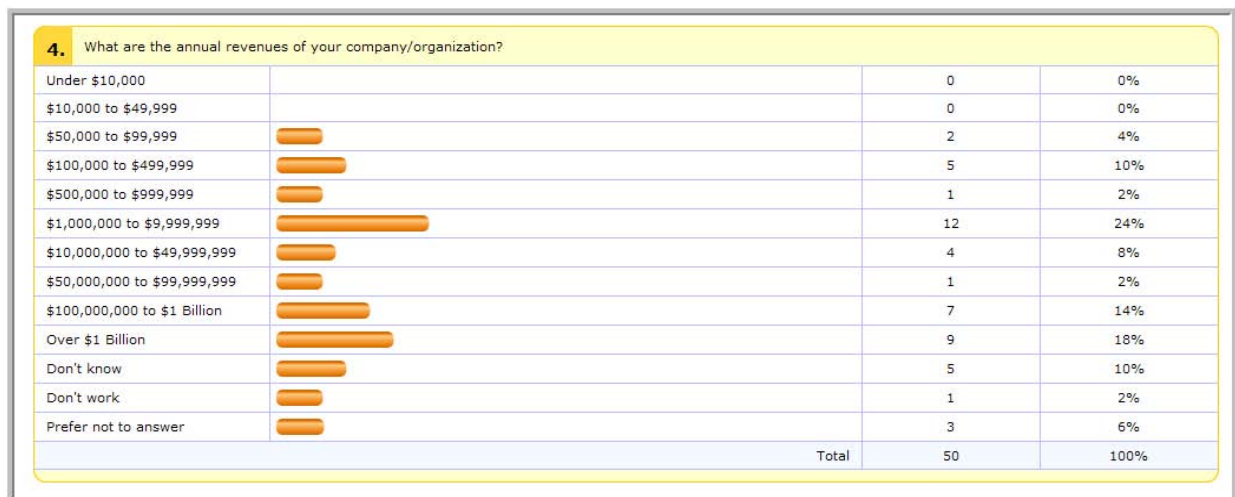 4. What are the annual revenues of your company/organization?
Under $10,000 0 0%
$10,000 to $49,999 0 0%
$50,000 to $99,999 2 4%
$100,000 to $499,999 5 10%
$500,000 to $999,999 1 2%
$1,000,000 to $9,999,999 12 24%
$10,000,000 to $49,999,999 4 8%
$50,000,000 to $99,999,999 1 2%
$100,000,000 to $1 Billion 7 14%
Over $1 Billion 9 18%
Don't know 5 10%
Don't work 1 2%
Prefer not to answer 3 6%
Total 50 100%